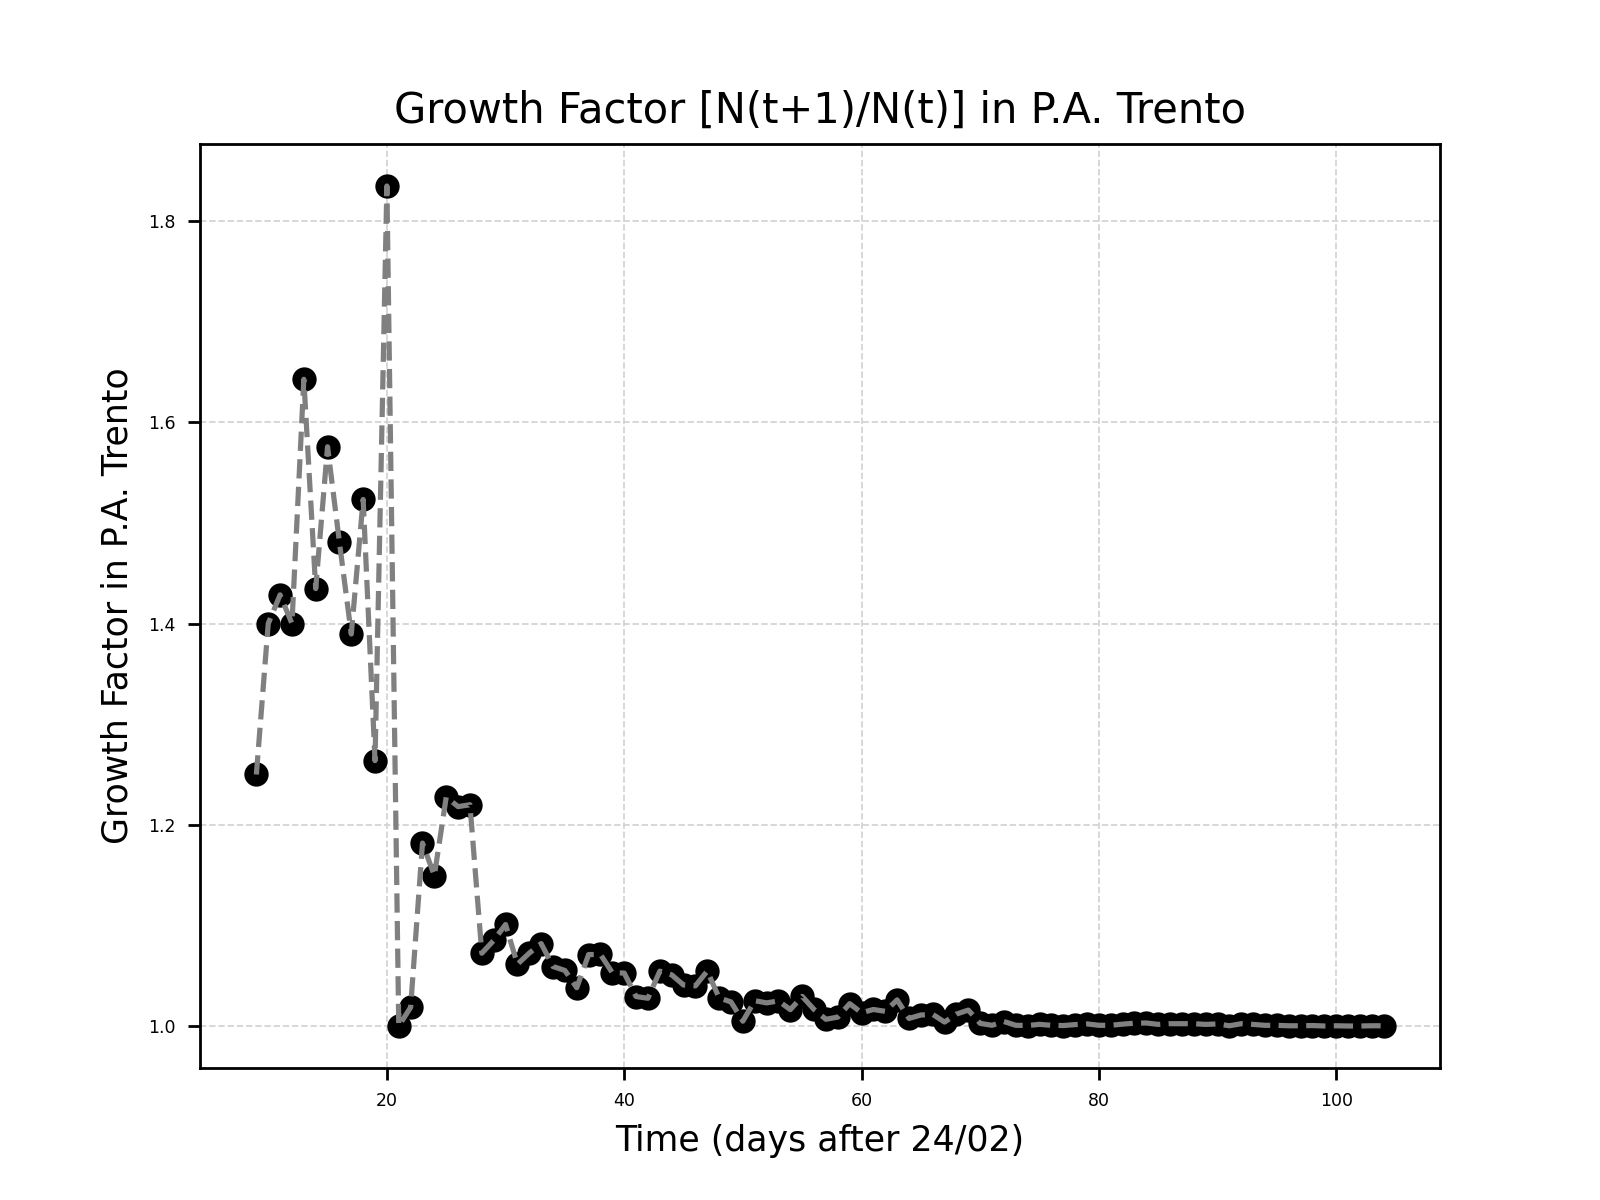 Growth Factor [N(t+1)/N(t)] in P.A. Trento
Growth Factor in P.A. Trento
1.8
1.6
1.4
1.2
1.0
20 40 60 80 100
Time (days after 24/02)